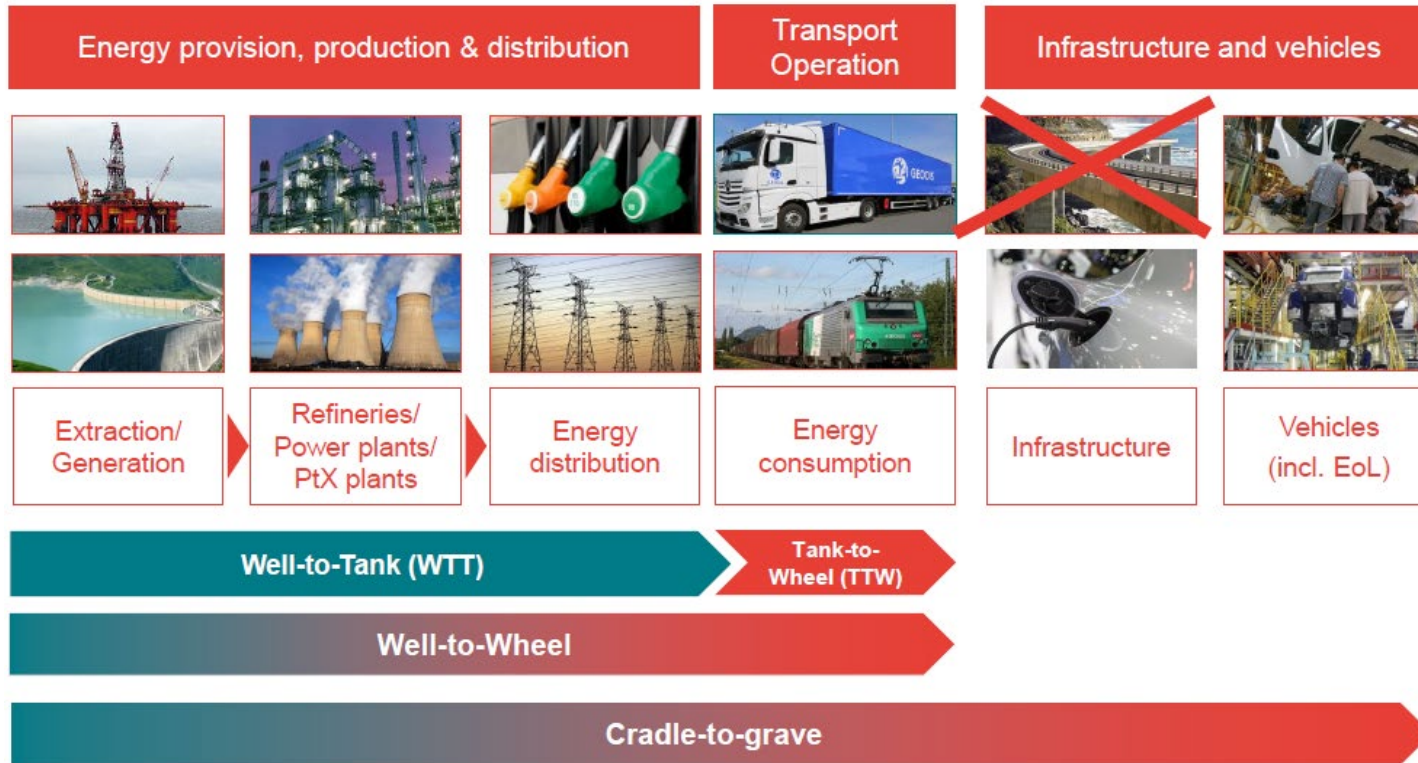 Energy provision, production & distribution
Transport
Operation
Infrastructure and vehicles
GEODIS
Extraction/
Generation
Refineries/
Power plants/
PtX plants
Energy
distribution
Energy
consumption
Infrastructure
Vehicles
(incl. EoL)
Well-to-Tank (WTT)
Tank-to-
Wheel (TTW)
Well-to-Wheel
Cradle-to-grave